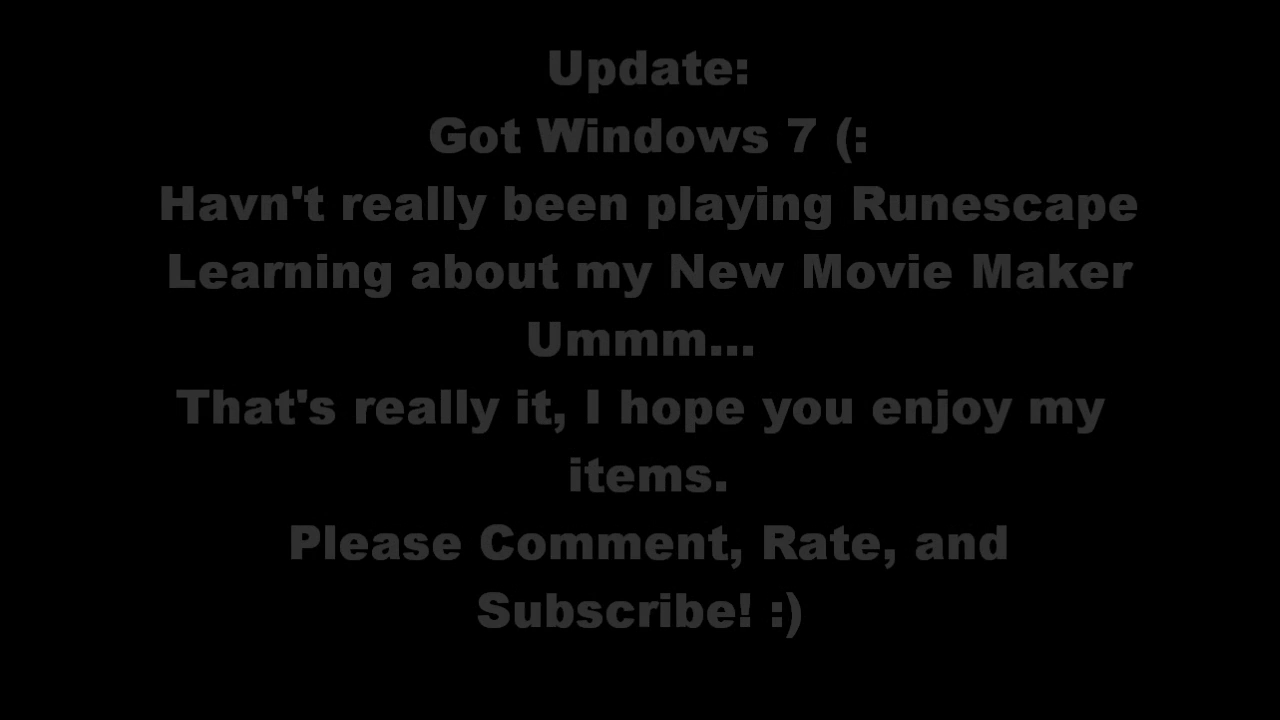 Update:
Got Windows 7 (:
Havn't really been playing Runescape
Learning about my New Movie Maker
Ummm...
That's really it, I hope you enjoy my
items.
Please Comment, Rate, and
Subscribe! :)